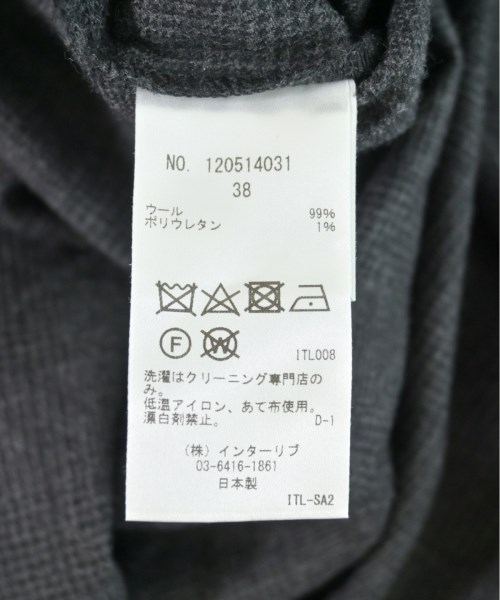 NO. 120514031
38
ウール 99%
ポリウレタン 1%
F W ITL008
洗濯はクリーニング専門店の
み。
低温アイロン、あて布使用。
漂白剤禁止。 D-1
(株) インターリブ
03-6416-1861
日本製
ITL-SA2